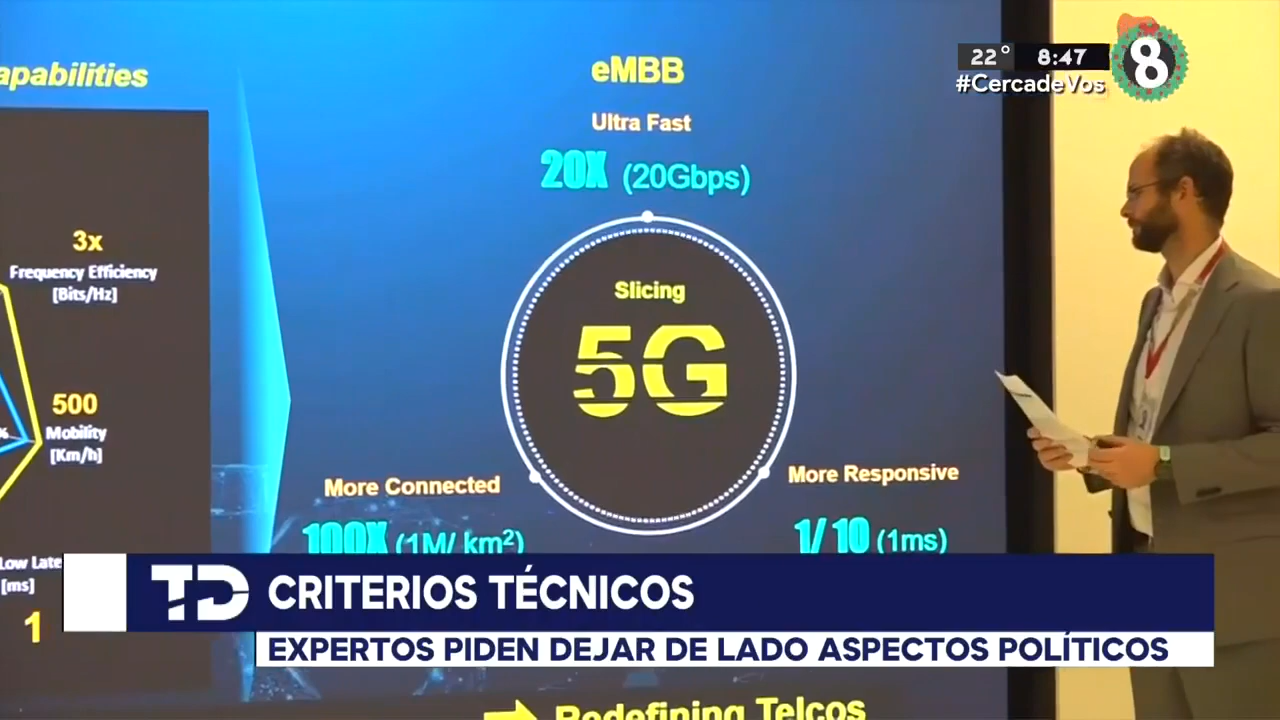 22° 8:47
8
#CercadeVos
eMBB
Ultra Fast
20X (20Gbps)
3x
Frequency Efficiency
[Bits/Hz]
500
Mobility
[Km/h]
%
Slicing
5G
More Connected
100X (1M/ km²)
More Responsive
1/ 10 (1ms)
Low
[ms]
1
TD CRITERIOS TÉCNICOS
EXPERTOS PIDEN DEJAR DE LADO ASPECTOS POLÍTICOS
Redefining Telcos